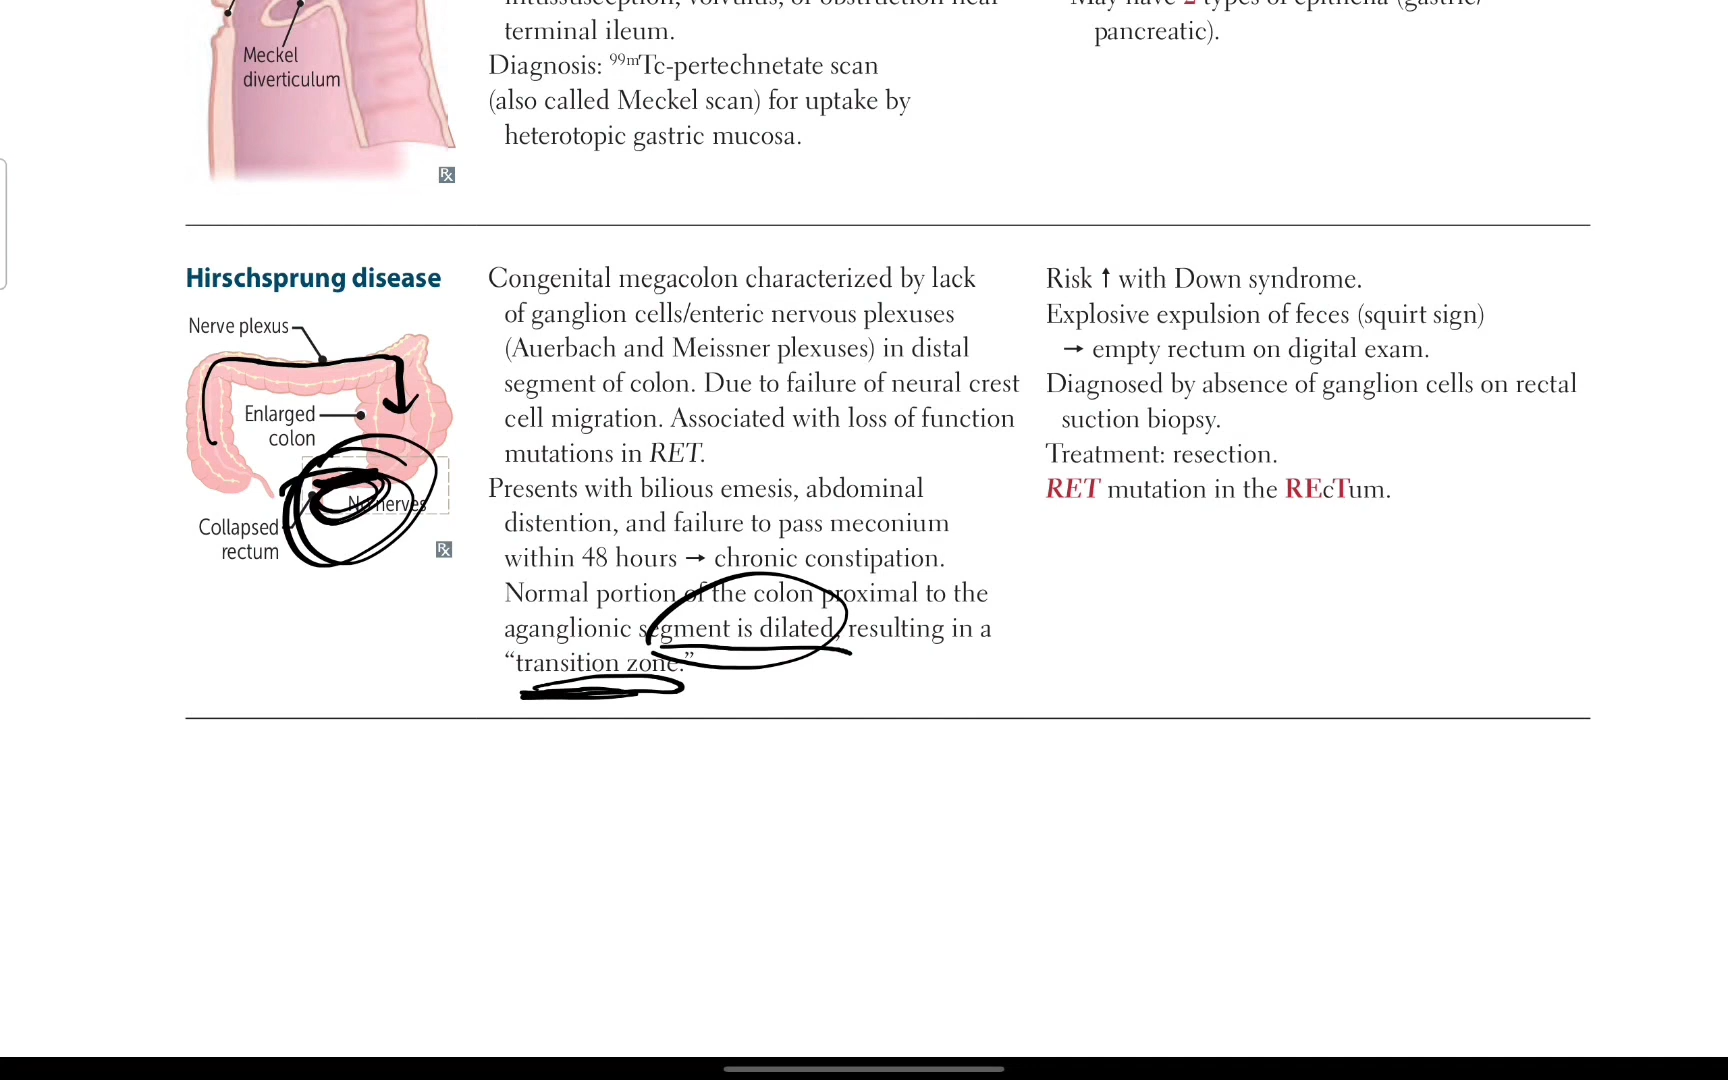 Meckel
diverticulum
terminal ileum.
Diagnosis: 99mTc-pertechnetate scan
(also called Meckel scan) for uptake by
heterotopic gastric mucosa.
May have 2 types of epithelia (gastric/
pancreatic).
Rx
Hirschsprung disease
Nerve plexus
Enlarged
colon
No nerves
Collapsed
rectum
Rx
Congenital megacolon characterized by lack
of ganglion cells/enteric nervous plexuses
(Auerbach and Meissner plexuses) in distal
segment of colon. Due to failure of neural crest
cell migration. Associated with loss of function
mutations in RET.
Presents with bilious emesis, abdominal
distention, and failure to pass meconium
within 48 hours → chronic constipation.
Normal portion of the colon proximal to the
aganglionic segment is dilated, resulting in a
“transition zone.”
Risk ↑ with Down syndrome.
Explosive expulsion of feces (squirt sign)
→ empty rectum on digital exam.
Diagnosed by absence of ganglion cells on rectal
suction biopsy.
Treatment: resection.
RET mutation in the REcTum.